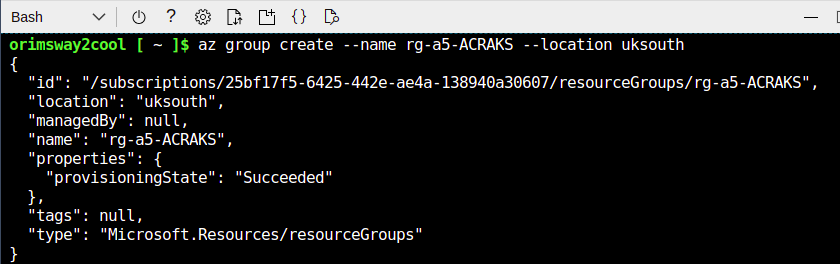 Bash
orimsway2cool [ ~ ]$ az group create --name rg-a5-ACRAKS --location uksouth
{
  "id": "/subscriptions/25bf17f5-6425-442e-ae4a-138940a30607/resourceGroups/rg-a5-ACRAKS",
  "location": "uksouth",
  "managedBy": null,
  "name": "rg-a5-ACRAKS",
  "properties": {
    "provisioningState": "Succeeded"
  },
  "tags": null,
  "type": "Microsoft.Resources/resourceGroups"
}